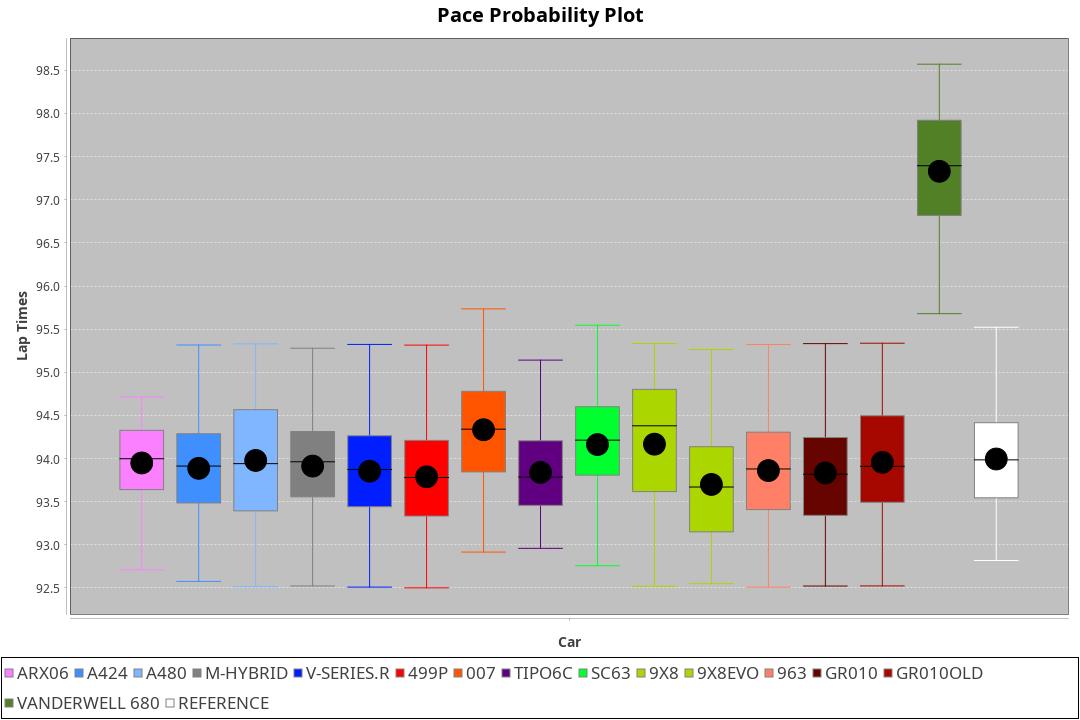 Pace Probability Plot
98.5
98.0
97.5
97.0
96.5
96.0
95.5
95.0
94.5
94.0
93.5
93.0
92.5
Lap Times
Car
ARX06 A424 A480 M-HYBRID V-SERIES.R 499P 007 TIPO6C SC63 9X8 9X8EVO 963 GR010 GR010OLD
VANDERWELL 680 REFERENCE